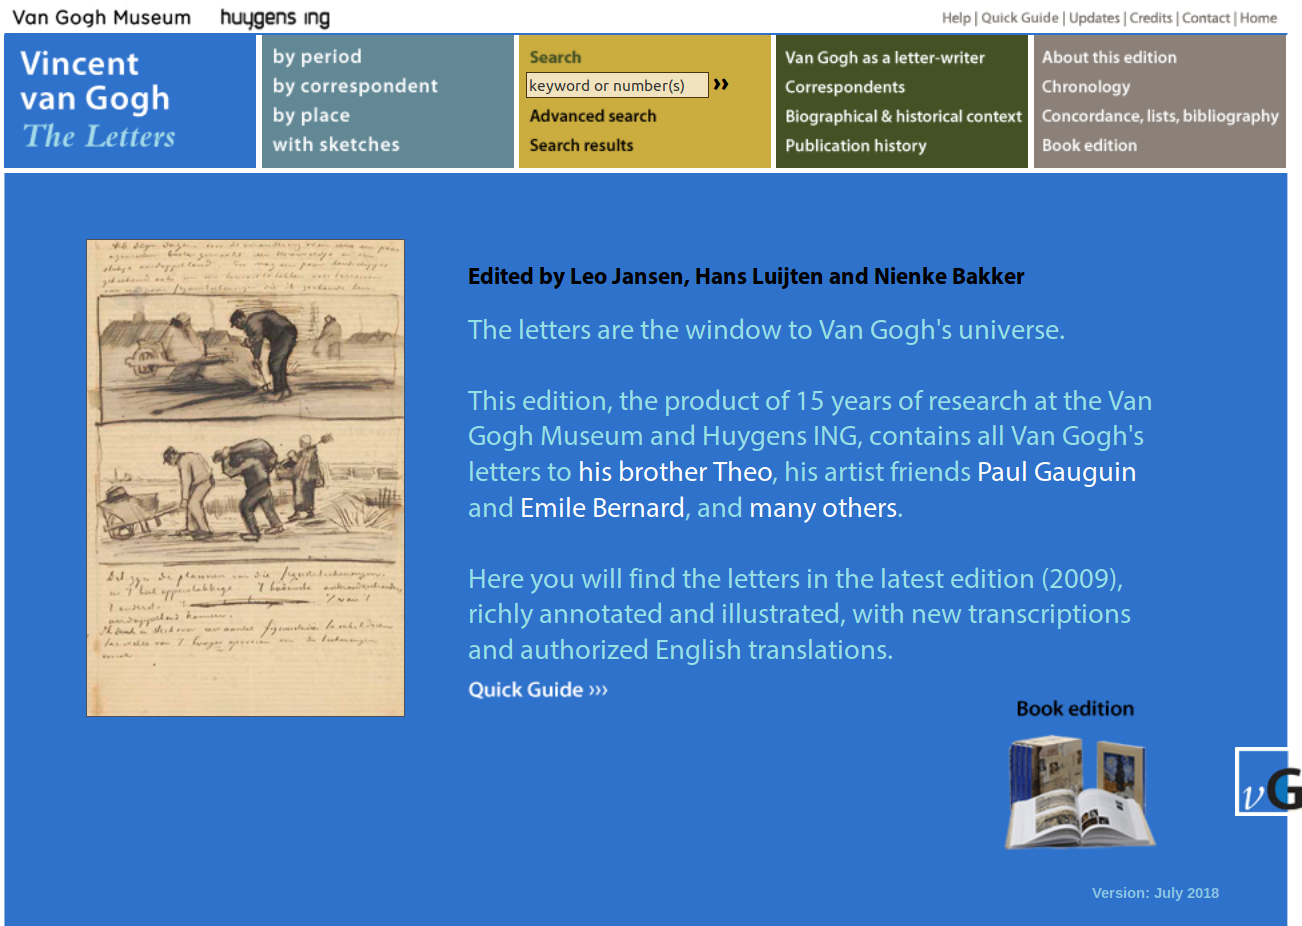 Van Gogh Museum huygens ing
Help | Quick Guide | Updates | Credits | Contact | Home
Vincent
van Gogh
The Letters
by period
by correspondent
by place
with sketches
Search
keyword or number(s) ››
Advanced search
Search results
Van Gogh as a letter-writer
Correspondents
Biographical & historical context
Publication history
About this edition
Chronology
Concordance, lists, bibliography
Book edition
Edited by Leo Jansen, Hans Luijten and Nienke Bakker
The letters are the window to Van Gogh's universe.
This edition, the product of 15 years of research at the Van
Gogh Museum and Huygens ING, contains all Van Gogh's
letters to his brother Theo, his artist friends Paul Gauguin
and Emile Bernard, and many others.
Here you will find the letters in the latest edition (2009),
richly annotated and illustrated, with new transcriptions
and authorized English translations.
Quick Guide ›››
Book edition
vG
Version: July 2018